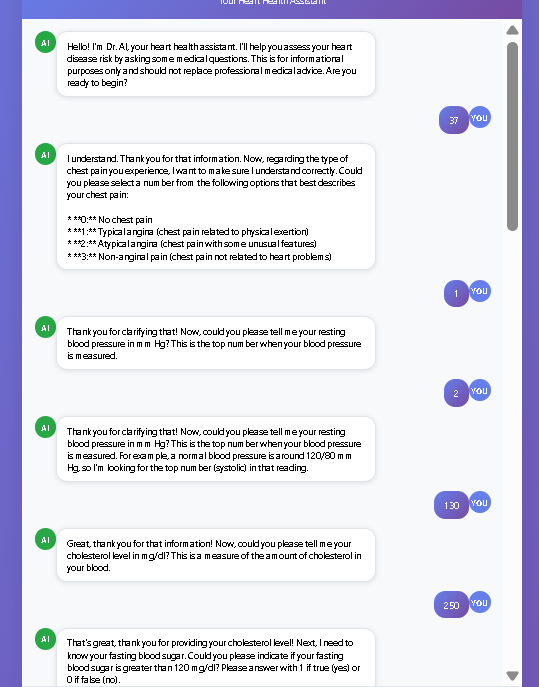 Your Heart Health Assistant
AI
Hello! I'm Dr. AI, your heart health assistant. I'll help you assess your heart
disease risk by asking some medical questions. This is for informational
purposes only and should not replace professional medical advice. Are you
ready to begin?
37
YOU
AI
I understand. Thank you for that information. Now, regarding the type of
chest pain you experience, I want to make sure I understand correctly. Could
you please select a number from the following options that best describes
your chest pain:
* **0:** No chest pain
* **1:** Typical angina (chest pain related to physical exertion)
* **2:** Atypical angina (chest pain with some unusual features)
* **3:** Non-anginal pain (chest pain not related to heart problems)
1
YOU
AI
Thank you for clarifying that! Now, could you please tell me your resting
blood pressure in mm Hg? This is the top number when your blood pressure
is measured.
2
YOU
AI
Thank you for clarifying that! Now, could you please tell me your resting
blood pressure in mm Hg? This is the top number when your blood pressure
is measured. For example, a normal blood pressure is around 120/80 mm
Hg, so I'm looking for the top number (systolic) in that reading.
130
YOU
AI
Great, thank you for that information! Now, could you please tell me your
cholesterol level in mg/dl? This is a measure of the amount of cholesterol in
your blood.
250
YOU
AI
That's great, thank you for providing your cholesterol level! Next, I need to
know your fasting blood sugar. Could you please indicate if your fasting
blood sugar is greater than 120 mg/dl? Please answer with 1 if true (yes) or
0 if false (no).